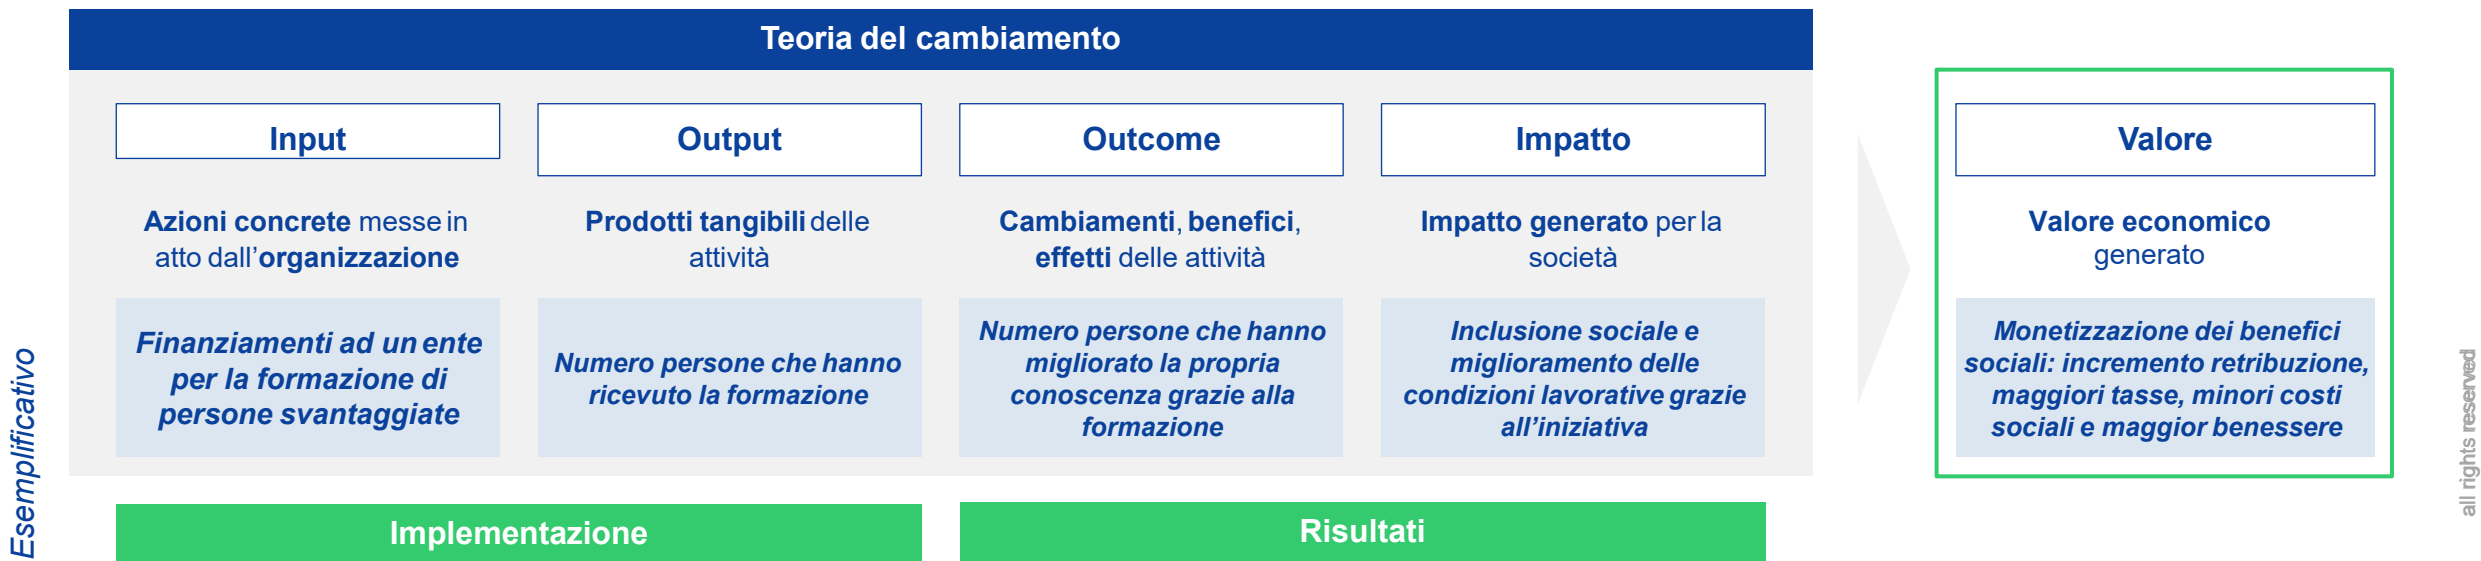 Teoria del cambiamento
Input
Azioni concrete messe in
atto dall’organizzazione
Finanziamenti ad un ente
per la formazione di
persone svantaggiate
Output
Prodotti tangibili delle
attività
Numero persone che hanno
ricevuto la formazione
Outcome
Cambiamenti, benefici,
effetti delle attività
Numero persone che hanno
migliorato la propria
conoscenza grazie alla
formazione
Impatto
Impatto generato per la
società
Inclusione sociale e
miglioramento delle
condizioni lavorative grazie
all’iniziativa
Valore
Valore economico
generato
Monetizzazione dei benefici
sociali: incremento retribuzione,
maggiori tasse, minori costi
sociali e maggior benessere
Esemplificativo
Implementazione
Risultati
all rights reserved